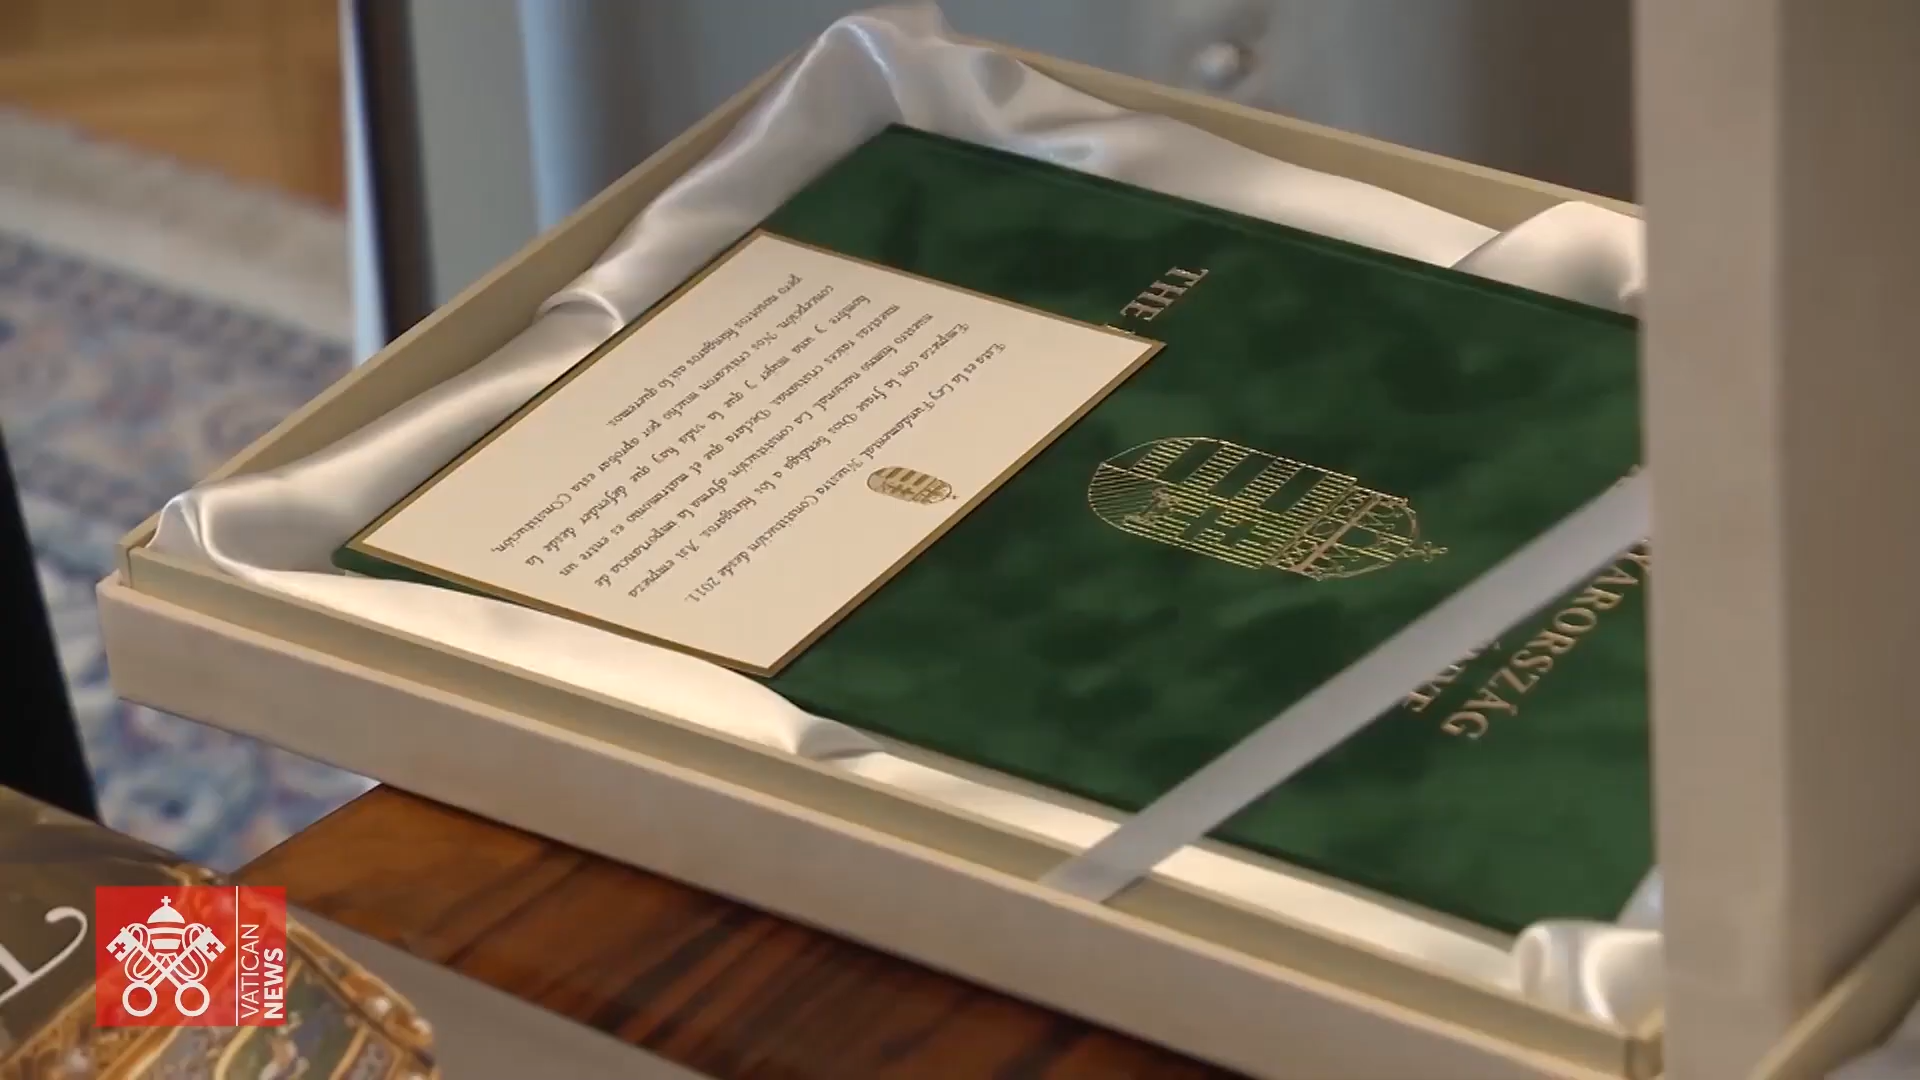 Esta es la Ley Fundamental, Nuestra Constitución desde 2011.
Empieza con la frase Dios bendiga a los húngaros. Así empieza
nuestro himno nacional. La constitución afirma la importancia de
nuestras raíces cristianas. Declara que el matrimonio es entre un
hombre y una mujer y que la vida hay que defender desde la
concepción. Nos criticaron mucho por aprobar esta Constitución,
pero nosotros húngaros así lo queremos.
THE
YARORSZÁG
VATICAN
NEWS